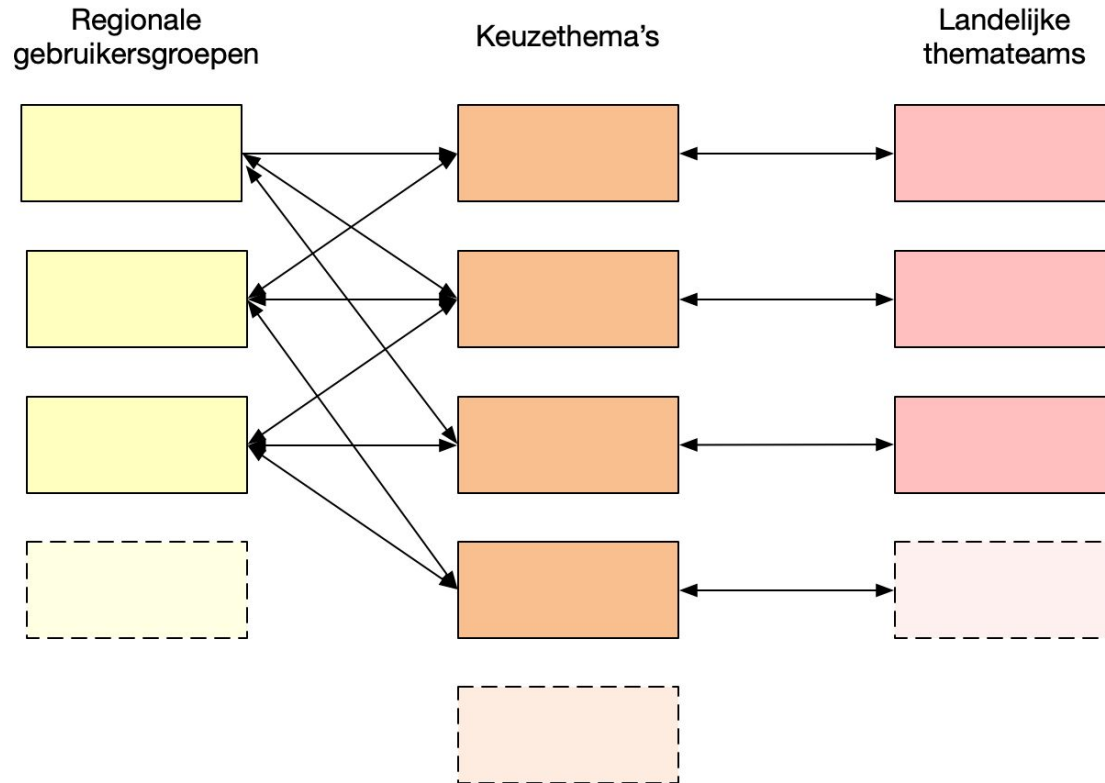 Regionale
gebruikersgroepen
Keuzethema’s
Landelijke
themateams